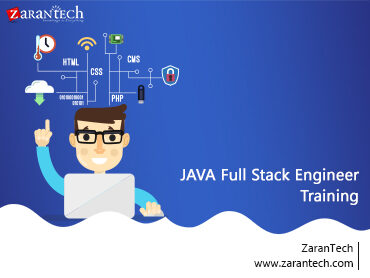 ZARANTECH
HTML
CSS
CMS
PHP
JAVA Full Stack Engineer
Training
ZaranTech
www.zarantech.com